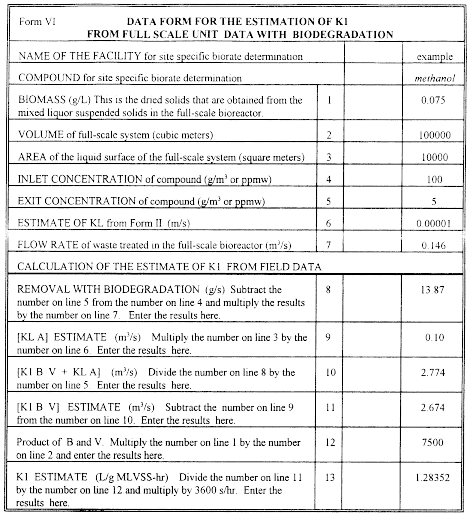 Form VI
DATA FORM FOR THE ESTIMATION OF K1
FROM FULL SCALE UNIT DATA WITH BIODEGRADATION
NAME OF THE FACILITY for site specific biorate determination example
COMPOUND for site specific biorate determination methanol
BIOMASS (g/L) This is the dried solids that are obtained from the 1 0.075
mixed liquor suspended solids in the full-scale bioreactor.
VOLUME of full-scale system (cubic meters) 2 100000
AREA of the liquid surface of the full-scale system (square meters) 3 10000
INLET CONCENTRATION of compound (g/m³ or ppmw) 4 100
EXIT CONCENTRATION of compound (g/m³ or ppmw) 5 5
ESTIMATE OF KL from Form II (m/s) 6 0.00001
FLOW RATE of waste treated in the full-scale bioreactor (m³/s) 7 0.146
CALCULATION OF THE ESTIMATE OF K1 FROM FIELD DATA
REMOVAL WITH BIODEGRADATION (g/s) Subtract the 8 13.87
number on line 5 from the number on line 4 and multiply the results
by the number on line 7. Enter the results here.
[KL A] ESTIMATE (m³/s) Multiply the number on line 3 by the 9 0.10
number on line 6. Enter the results here.
[K1 B V + KL A] (m³/s) Divide the number on line 8 by the 10 2.774
number on line 5. Enter the results here.
[K1 B V] ESTIMATE (m³/s) Subtract the number on line 9 11 2.674
from the number on line 10. Enter the results here.
Product of B and V. Multiply the number on line 1 by the number 12 7500
on line 2 and enter the results here.
K1 ESTIMATE (L/g MLVSS-hr) Divide the number on line 11 13 1.28352
by the number on line 12 and multiply by 3600 s/hr. Enter the
results here.